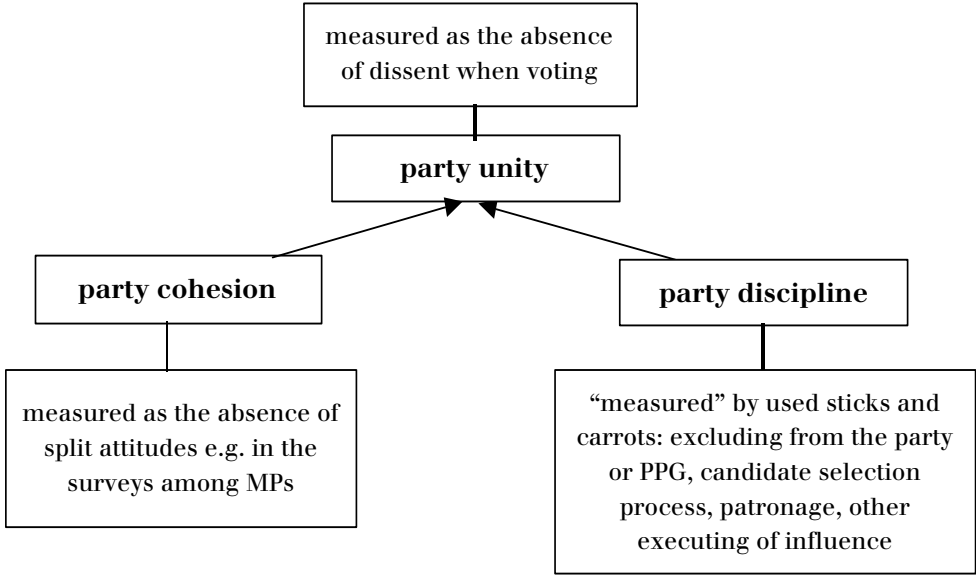 measured as the absence
of dissent when voting
party unity
party cohesion
party discipline
measured as the absence of
split attitudes e.g. in the
surveys among MPs
“measured” by used sticks and
carrots: excluding from the party
or PPG, candidate selection
process, patronage, other
executing of influence